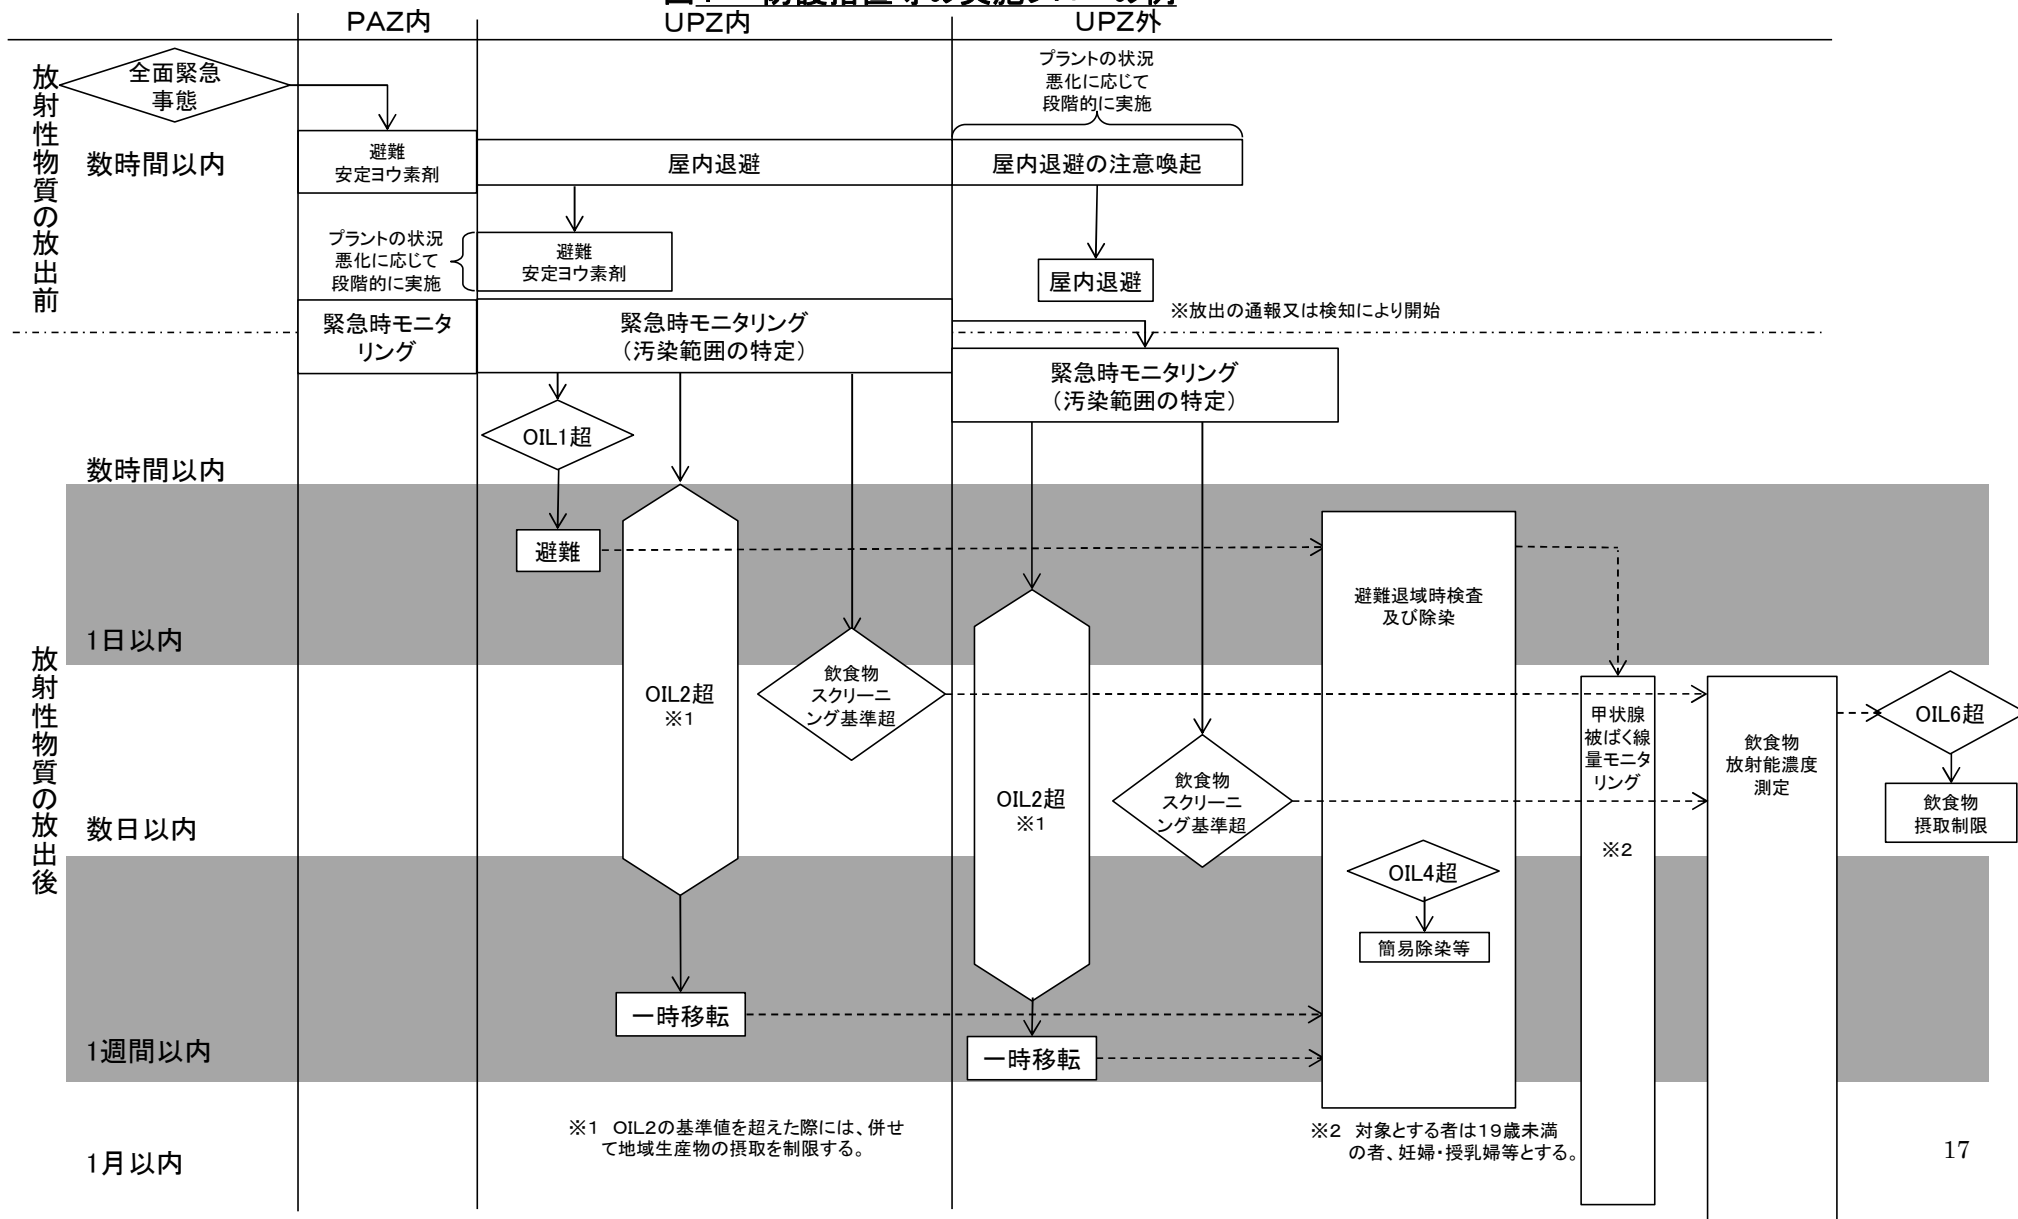 PAZ内
UPZ内
UPZ外
放射性物質の放出前
全面緊急
事態
プラントの状況
悪化に応じて
段階的に実施
数時間以内
避難
安定ヨウ素剤
屋内退避
屋内退避の注意喚起
プラントの状況
悪化に応じて
段階的に実施
避難
安定ヨウ素剤
屋内退避
緊急時モニタ
リング
緊急時モニタリング
(汚染範囲の特定)
※放出の通報又は検知により開始
緊急時モニタリング
(汚染範囲の特定)
放射性物質の放出後
数時間以内
OIL1超
避難
避難退域時検査
及び除染
1日以内
OIL2超
※1
飲食物
スクリーニ
ング基準超
OIL2超
※1
飲食物
スクリーニ
ング基準超
甲状腺
被ばく線
量モニタ
リング
※2
飲食物
放射能濃度
測定
OIL6超
飲食物
摂取制限
数日以内
OIL4超
簡易除染等
一時移転
一時移転
1週間以内
※1 OIL2の基準値を超えた際には、併せ
て地域生産物の摂取を制限する。
※2 対象とする者は19歳未満
の者、妊婦・授乳婦等とする。
1月以内
17